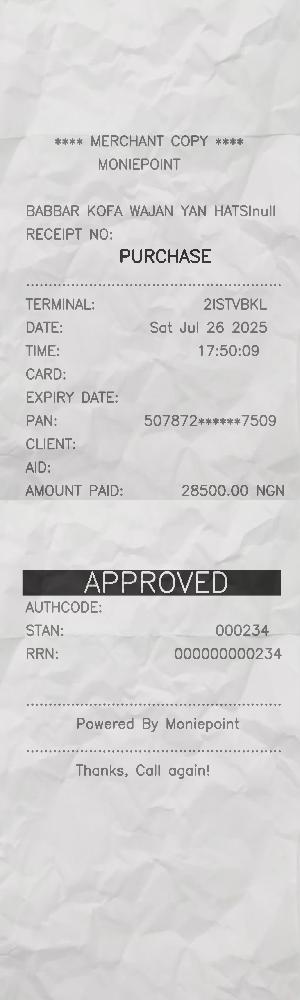 **** MERCHANT COPY ****
MONIEPOINT
BABBAR KOFA WAJAN YAN HATSInull
RECEIPT NO:
PURCHASE
TERMINAL: 2ISTVBKL
DATE: Sat Jul 26 2025
TIME: 17:50:09
CARD:
EXPIRY DATE:
PAN: 507872******7509
CLIENT:
AID:
AMOUNT PAID: 28500.00 NGN
APPROVED
AUTHCODE:
STAN: 000234
RRN: 000000000234
Powered By Moniepoint
Thanks, Call again!